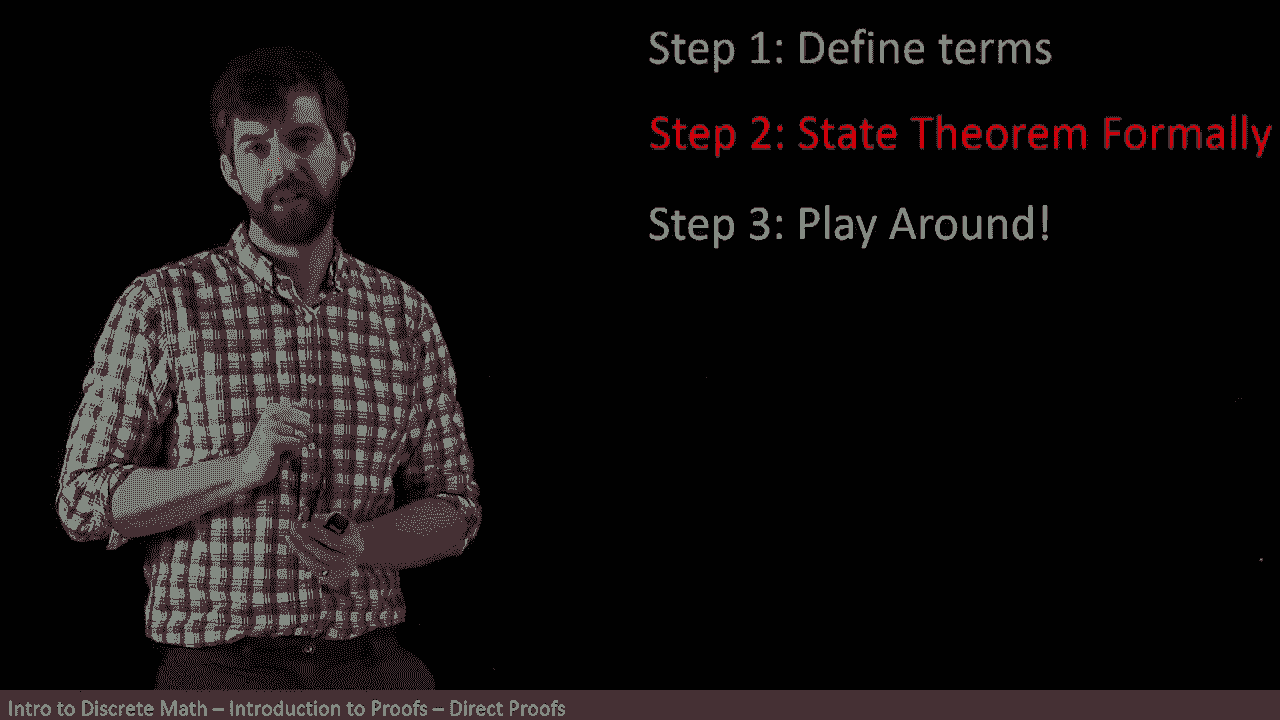 Step 1: Define terms
Step 2: State Theorem Formally
Step 3: Play Around!
Intro to Discrete Math – Introduction to Proofs – Direct Proofs